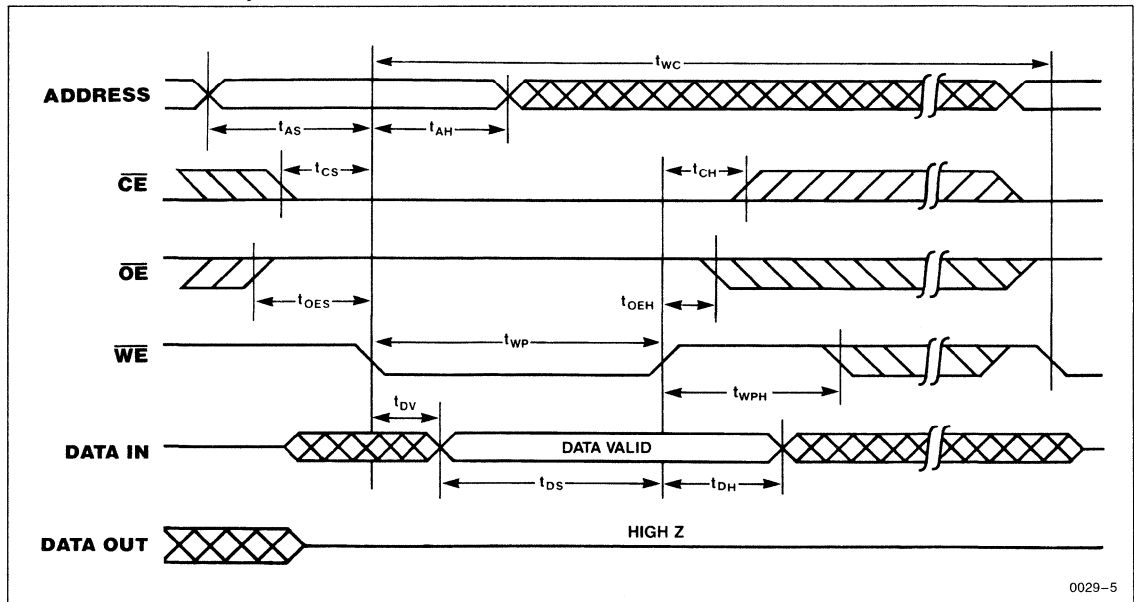 tWC
ADDRESS
tAS
tAH
CE
tCS
tCH
OE
tOES
tOEH
WE
tWP
tWPH
tDV
DATA IN
DATA VALID
tDS
tDH
DATA OUT
HIGH Z
0029-5